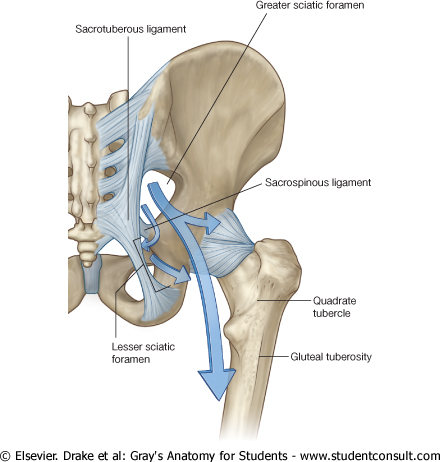 Greater sciatic foramen
Sacrotuberous ligament
Sacrospinous ligament
Quadrate
tubercle
Lesser sciatic
foramen
Gluteal tuberosity
© Elsevier. Drake et al: Gray's Anatomy for Students - www.studentconsult.com